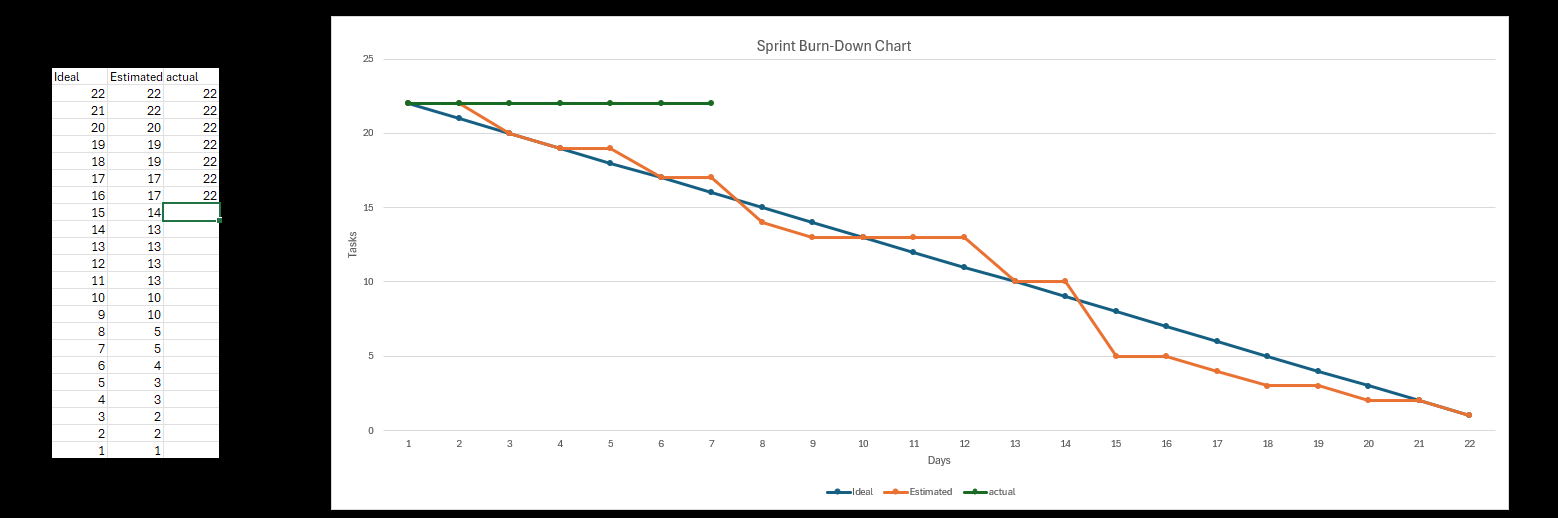 Ideal Estimated actual
22 22 22
21 22 22
20 20 22
19 19 22
18 19 22
17 17 22
16 17 22
15 14
14 13
13 13
12 13
11 13
10 10
9 10
8 5
7 5
6 4
5 3
4 3
3 2
2 2
1 1
Sprint Burn-Down Chart
25
20
15
10
5
0
Tasks
1 2 3 4 5 6 7 8 9 10 11 12 13 14 15 16 17 18 19 20 21 22
Days
Ideal Estimated actual